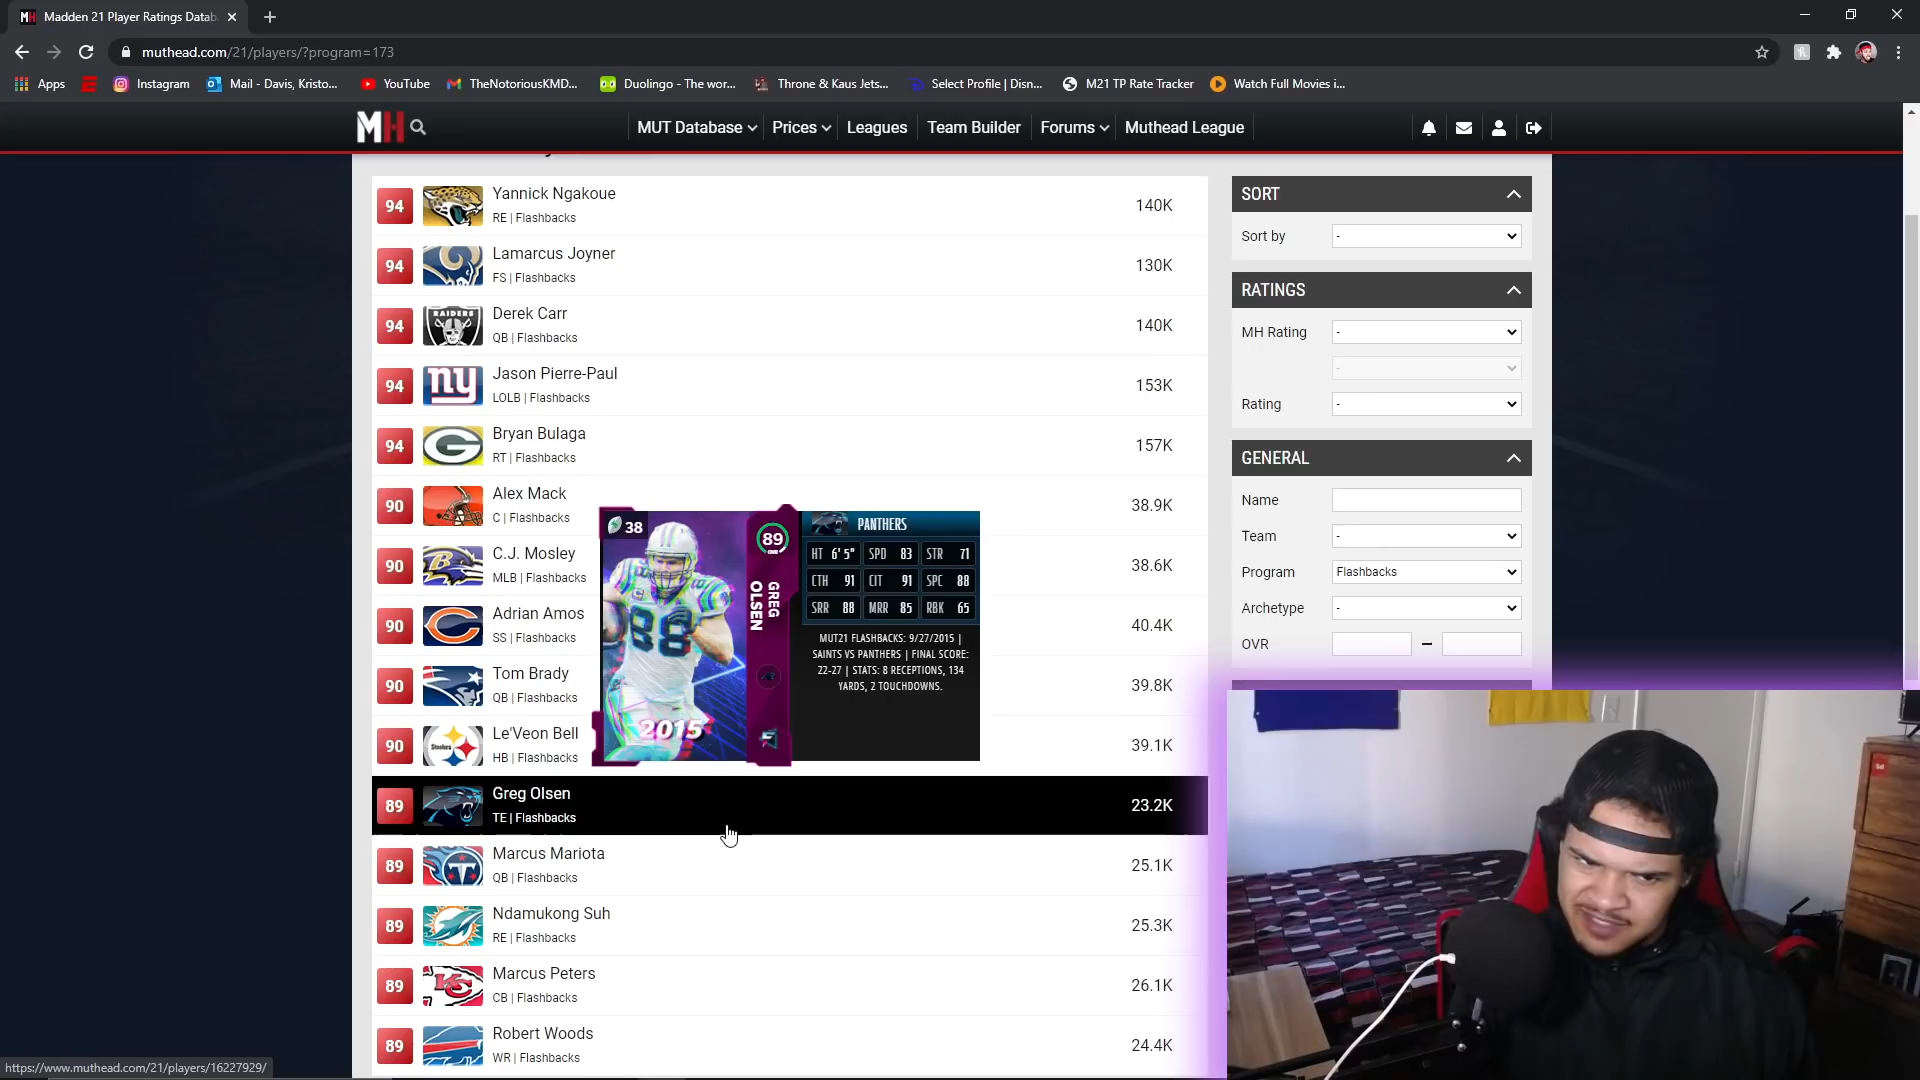 Madden 21 Player Ratings Datab
muthead.com/21/players/?program=173
Apps
Instagram
Mail - Davis, Kristo...
YouTube
TheNotoriousKMD...
Duolingo - The wor...
Throne & Kaus Jets...
Select Profile | Disn...
M21 TP Rate Tracker
Watch Full Movies i...
MH
MUT Database
Prices
Leagues
Team Builder
Forums
Muthead League
94
Yannick Ngakoue
RE | Flashbacks
140K
94
Lamarcus Joyner
FS | Flashbacks
130K
94
RAIDERS
Derek Carr
QB | Flashbacks
140K
94
ny
Jason Pierre-Paul
LOLB | Flashbacks
153K
94
G
Bryan Bulaga
RT | Flashbacks
157K
90
Alex Mack
C | Flashbacks
38.9K
90
C.J. Mosley
MLB | Flashbacks
38.6K
90
Adrian Amos
SS | Flashbacks
40.4K
90
Tom Brady
QB | Flashbacks
39.8K
90
Steelers
Le'Veon Bell
HB | Flashbacks
39.1K
89
Greg Olsen
TE | Flashbacks
23.2K
89
Marcus Mariota
QB | Flashbacks
25.1K
89
Ndamukong Suh
RE | Flashbacks
25.3K
89
Marcus Peters
CB | Flashbacks
26.1K
89
Robert Woods
WR | Flashbacks
24.4K
38
89
OVR
GREG
OLSEN
88
2015
PANTHERS
HT 6' 5" SPD 83 STR 71
CTH 91 CIT 91 SPC 88
SRR 88 MRR 85 RBK 65
MUT21 FLASHBACKS: 9/27/2015 |
SAINTS VS PANTHERS | FINAL SCORE:
22-27 | STATS: 8 RECEPTIONS, 134
YARDS, 2 TOUCHDOWNS.
SORT
Sort by
-
RATINGS
MH Rating
-
-
Rating
-
GENERAL
Name
Team
-
Program
Flashbacks
Archetype
-
OVR
–
https://www.muthead.com/21/players/16227929/